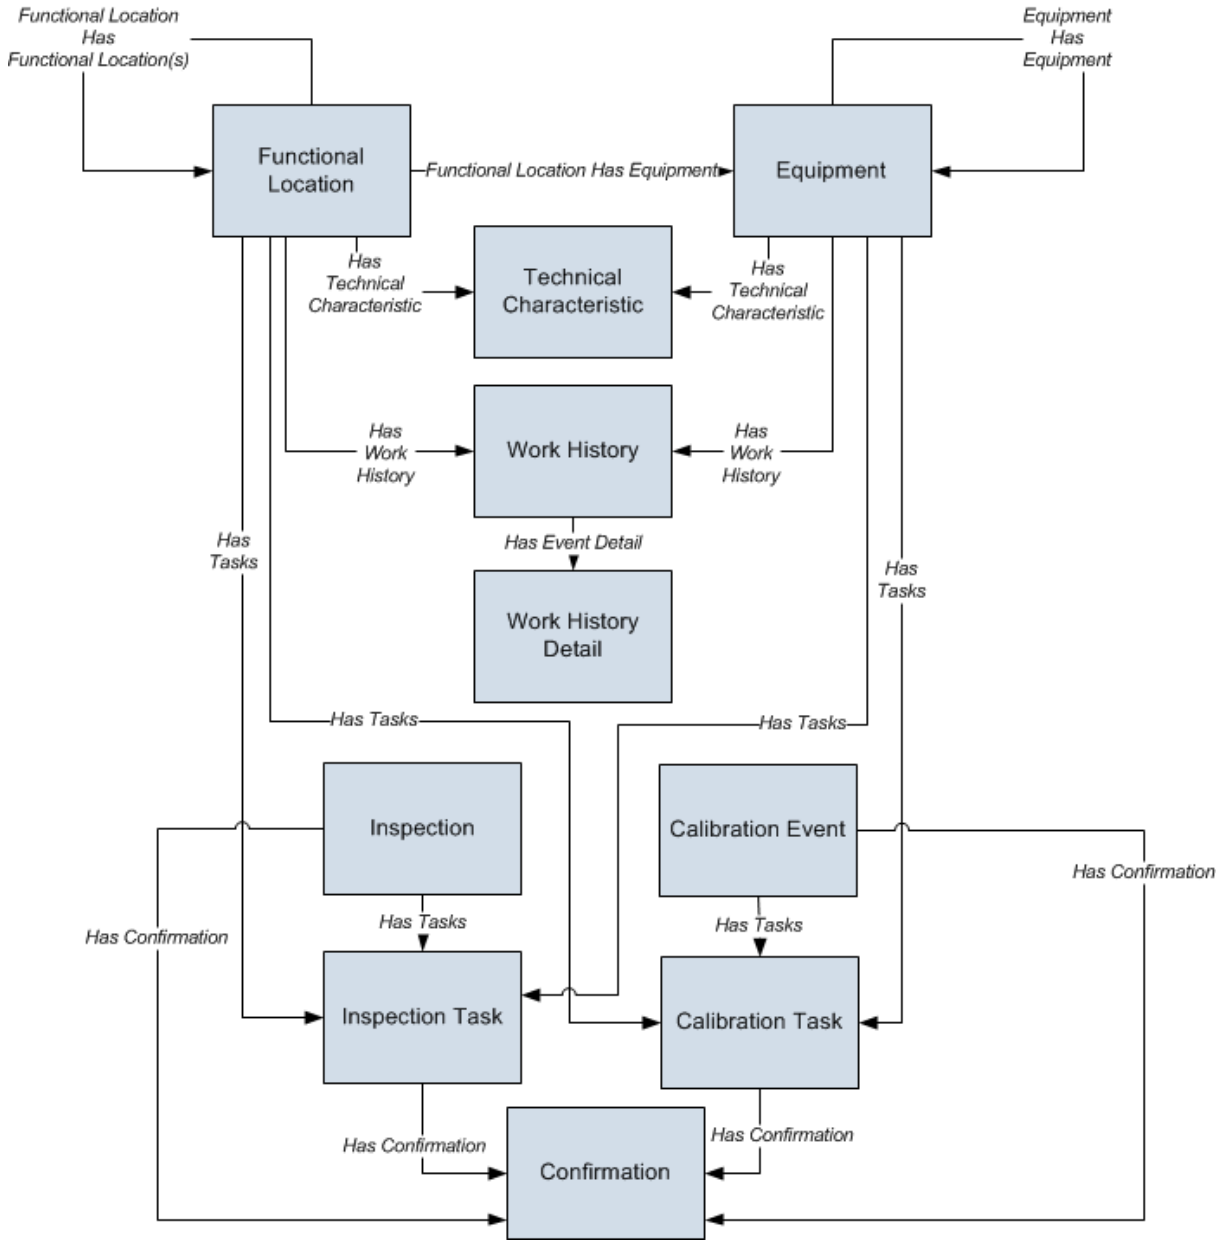 Functional Location
Has
Functional Location(s)
Equipment
Has
Equipment
Functional
Location
Functional Location Has Equipment
Equipment
Has
Technical
Characteristic
Technical
Characteristic
Has
Technical
Characteristic
Has
Work
History
Work History
Has
Work
History
Has Event Detail
Has
Tasks
Has
Tasks
Work History
Detail
Has Tasks
Has Tasks
Inspection
Calibration Event
Has Confirmation
Has Confirmation
Has Tasks
Has Tasks
Inspection Task
Calibration Task
Has Confirmation
Has Confirmation
Confirmation